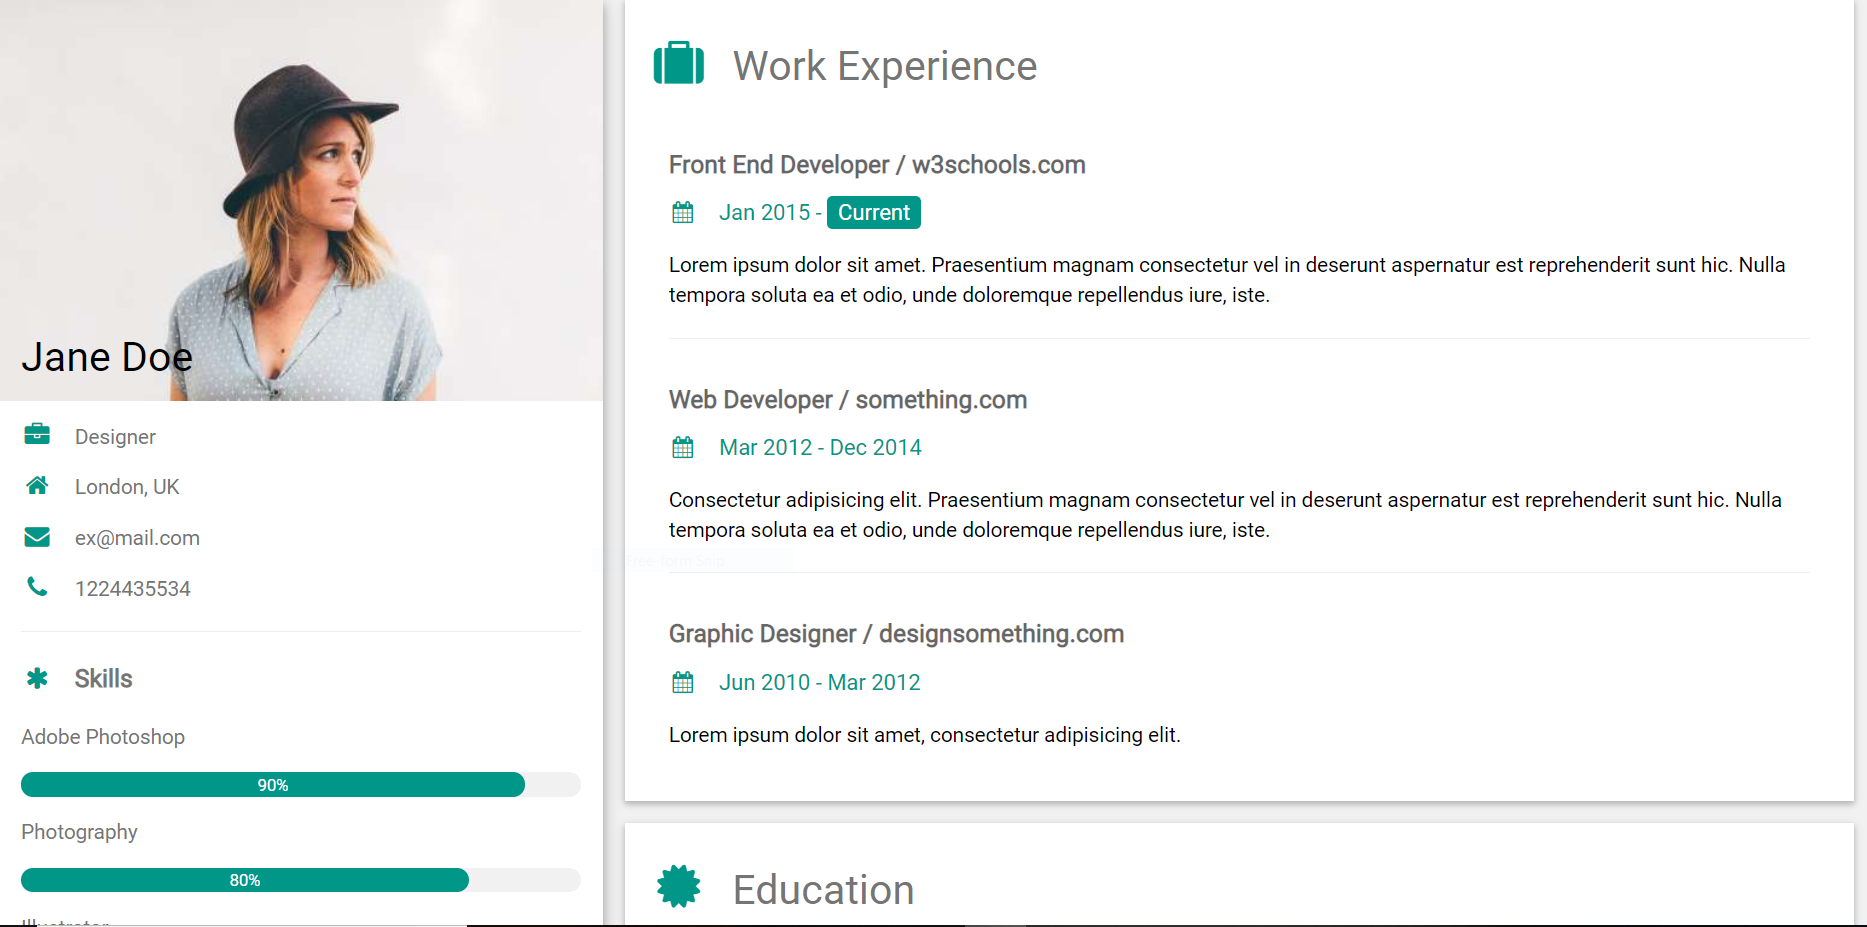 Jane Doe
Designer
London, UK
ex@mail.com
1224435534
Skills
Adobe Photoshop
90%
Photography
80%
Illustrator
Work Experience
Front End Developer / w3schools.com
Jan 2015 - Current
Lorem ipsum dolor sit amet. Praesentium magnam consectetur vel in deserunt aspernatur est reprehenderit sunt hic. Nulla
tempora soluta ea et odio, unde doloremque repellendus iure, iste.
Web Developer / something.com
Mar 2012 - Dec 2014
Consectetur adipisicing elit. Praesentium magnam consectetur vel in deserunt aspernatur est reprehenderit sunt hic. Nulla
tempora soluta ea et odio, unde doloremque repellendus iure, iste.
Free-form Snip
Graphic Designer / designsomething.com
Jun 2010 - Mar 2012
Lorem ipsum dolor sit amet, consectetur adipisicing elit.
Education